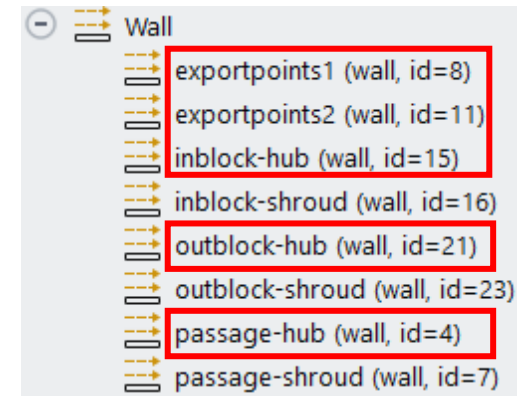 Wall
exportpoints1 (wall, id=8)
exportpoints2 (wall, id=11)
inblock-hub (wall, id=15)
inblock-shroud (wall, id=16)
outblock-hub (wall, id=21)
outblock-shroud (wall, id=23)
passage-hub (wall, id=4)
passage-shroud (wall, id=7)